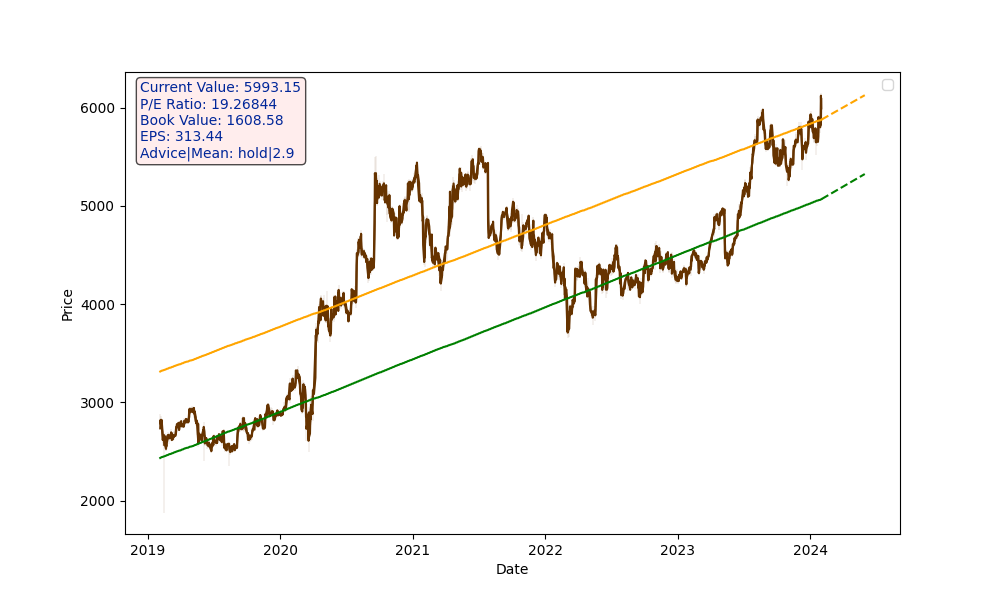 Current Value: 5993.15
P/E Ratio: 19.26844
Book Value: 1608.58
EPS: 313.44
Advice|Mean: hold|2.9
6000
5000
4000
3000
2000
Price
2019 2020 2021 2022 2023 2024
Date